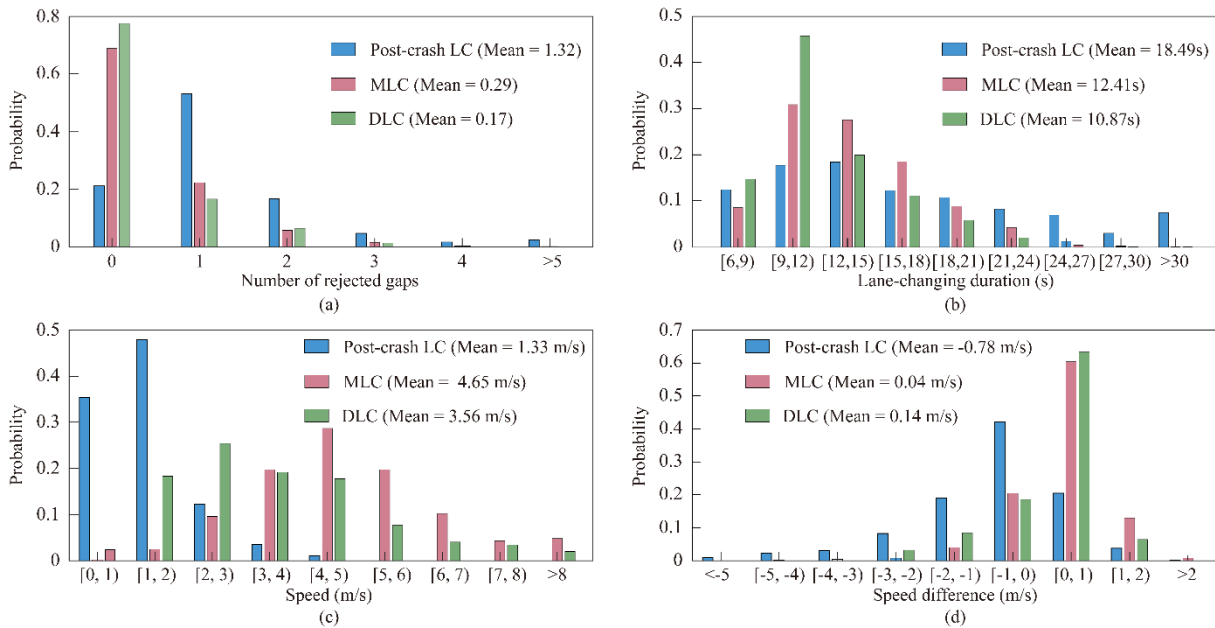 0.8
0.6
0.4
0.2
0
Probability
Post-crash LC (Mean = 1.32)
MLC (Mean = 0.29)
DLC (Mean = 0.17)
0 1 2 3 4 >5
Number of rejected gaps
(a)
0.5
0.4
0.3
0.2
0.1
0
Probability
Post-crash LC (Mean = 18.49s)
MLC (Mean = 12.41s)
DLC (Mean = 10.87s)
[6,9) [9,12) [12,15) [15,18) [18,21) [21,24) [24,27) [27,30) >30
Lane-changing duration (s)
(b)
0.5
0.4
0.3
0.2
0.1
0
Probability
Post-crash LC (Mean = 1.33 m/s)
MLC (Mean = 4.65 m/s)
DLC (Mean = 3.56 m/s)
[0, 1) [1, 2) [2, 3) [3, 4) [4, 5) [5, 6) [6, 7) [7, 8) >8
Speed (m/s)
(c)
0.7
0.6
0.5
0.4
0.3
0.2
0.1
0
Probability
Post-crash LC (Mean = -0.78 m/s)
MLC (Mean = 0.04 m/s)
DLC (Mean = 0.14 m/s)
<-5 [-5, -4) [-4, -3) [-3, -2) [-2, -1) [-1, 0) [0, 1) [1, 2) >2
Speed difference (m/s)
(d)